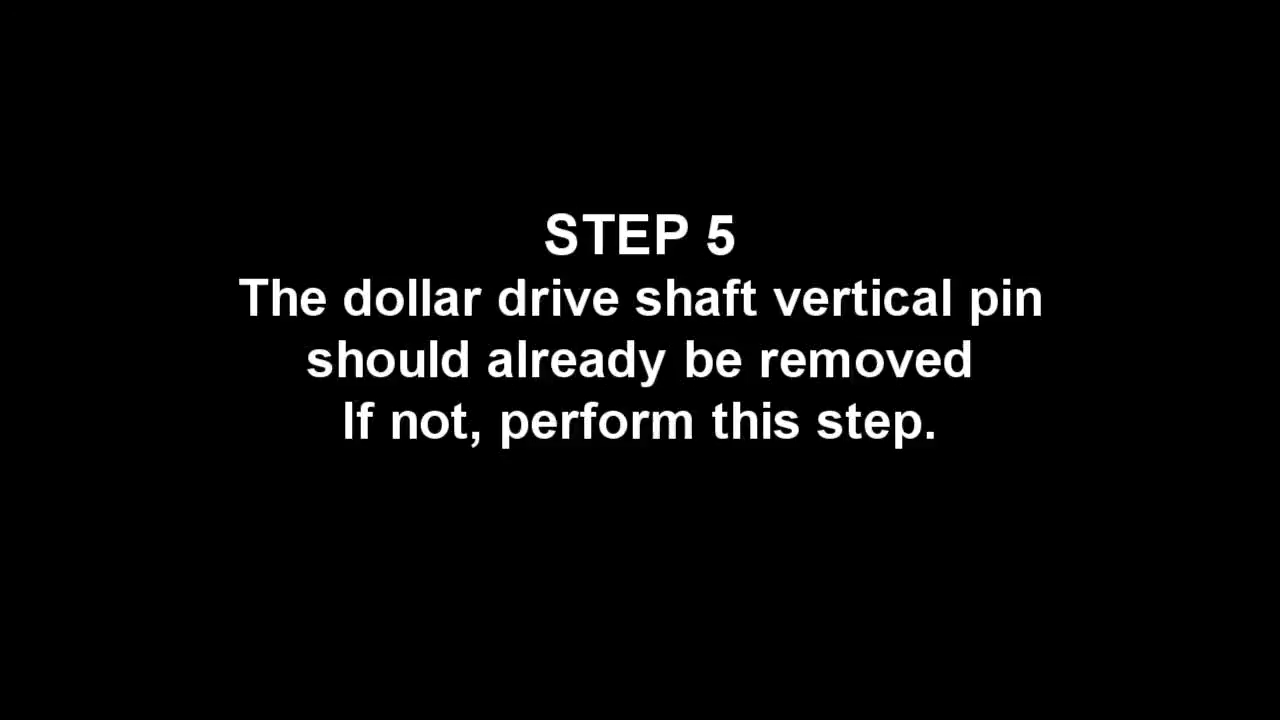 STEP 5
The dollar drive shaft vertical pin
should already be removed
If not, perform this step.